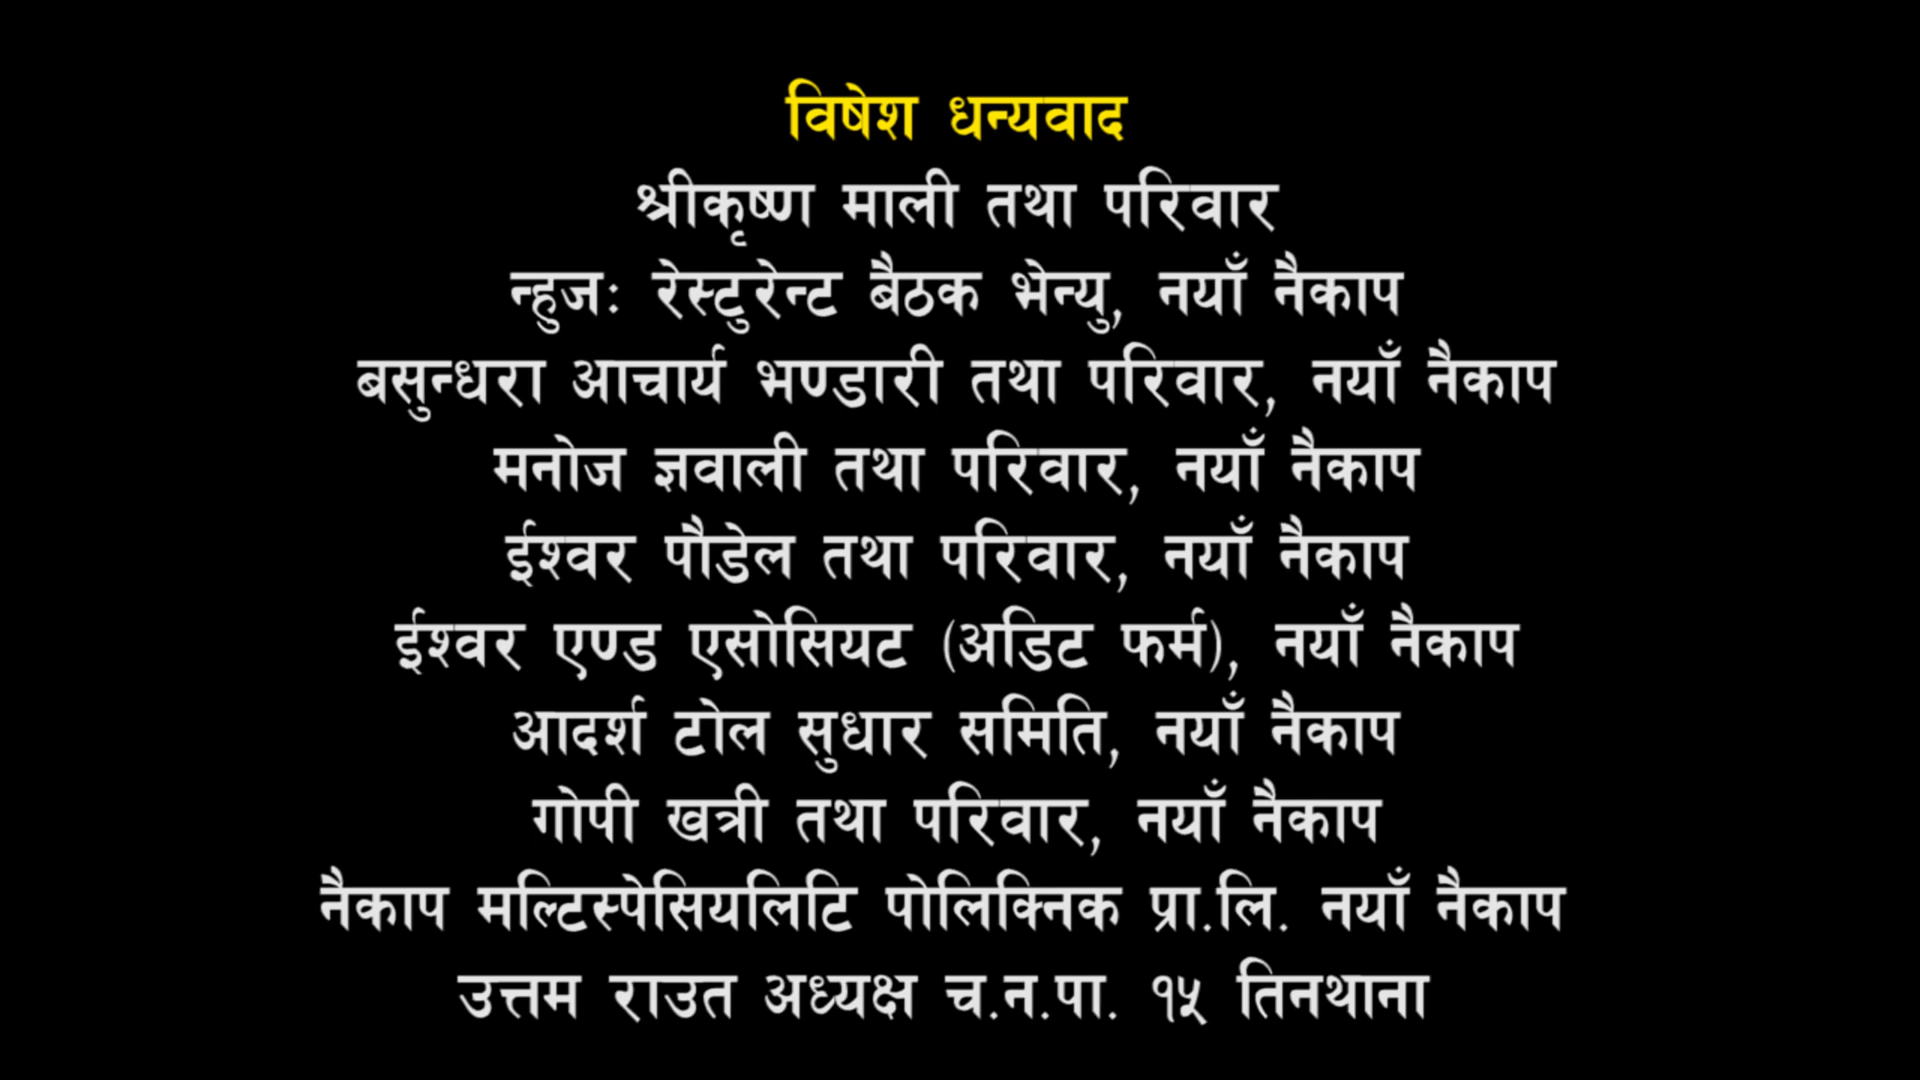 विषेश धन्यवाद
श्रीकृष्ण माली तथा परिवार
न्हुजः रेस्टुरेन्ट बैठक भेन्यु, नयाँ नैकाप
बसुन्धरा आचार्य भण्डारी तथा परिवार, नयाँ नैकाप
मनोज ज्ञवाली तथा परिवार, नयाँ नैकाप
ईश्वर पौडेल तथा परिवार, नयाँ नैकाप
ईश्वर एण्ड एसोसियट (अडिट फर्म), नयाँ नैकाप
आदर्श टोल सुधार समिति, नयाँ नैकाप
गोपी खत्री तथा परिवार, नयाँ नैकाप
नैकाप मल्टिस्पेसियलिटि पोलिक्निक प्रा.लि. नयाँ नैकाप
उत्तम राउत अध्यक्ष च.न.पा. १५ तिनथाना